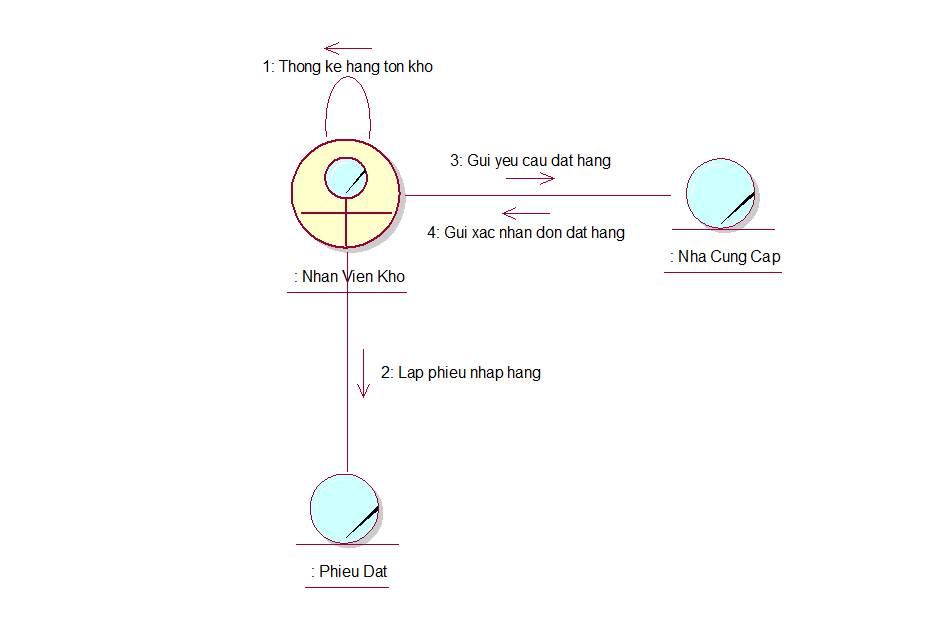 1: Thong ke hang ton kho
3: Gui yeu cau dat hang
4: Gui xac nhan don dat hang
: Nha Cung Cap
: Nhan Vien Kho
2: Lap phieu nhap hang
: Phieu Dat